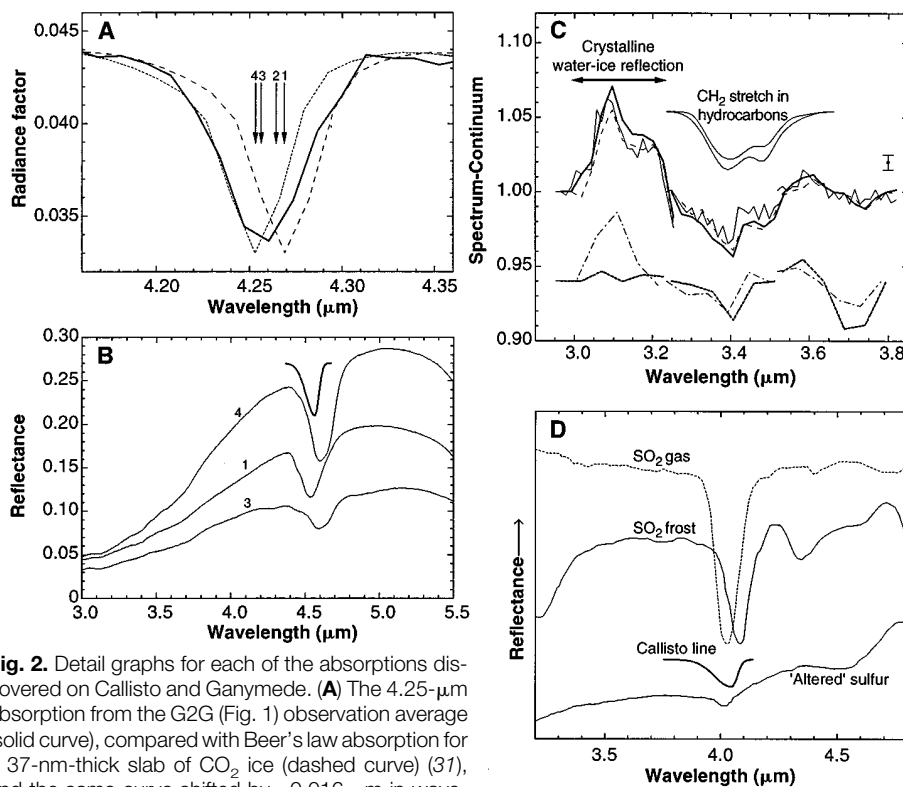 A
0.045
0.040
0.035
Radiance factor
43 21
4.20 4.25 4.30 4.35
Wavelength (μm)
B
0.30
0.25
0.20
0.15
0.10
0.05
0
Reflectance
4
1
3
3.0 3.5 4.0 4.5 5.0 5.5
Wavelength (μm)
C
1.10
1.05
1.00
0.95
0.90
Spectrum-Continuum
Crystalline
water-ice reflection
CH2 stretch in
hydrocarbons
3.0 3.2 3.4 3.6 3.8
Wavelength (μm)
D
Reflectance →
SO2 gas
SO2 frost
Callisto line
'Altered' sulfur
3.5 4.0 4.5
Wavelength (μm)
ig. 2. Detail graphs for each of the absorptions dis-
overed on Callisto and Ganymede. (A) The 4.25-μm
bsorption from the G2G (Fig. 1) observation average
solid curve), compared with Beer's law absorption for
37-nm-thick slab of CO2 ice (dashed curve) (31),